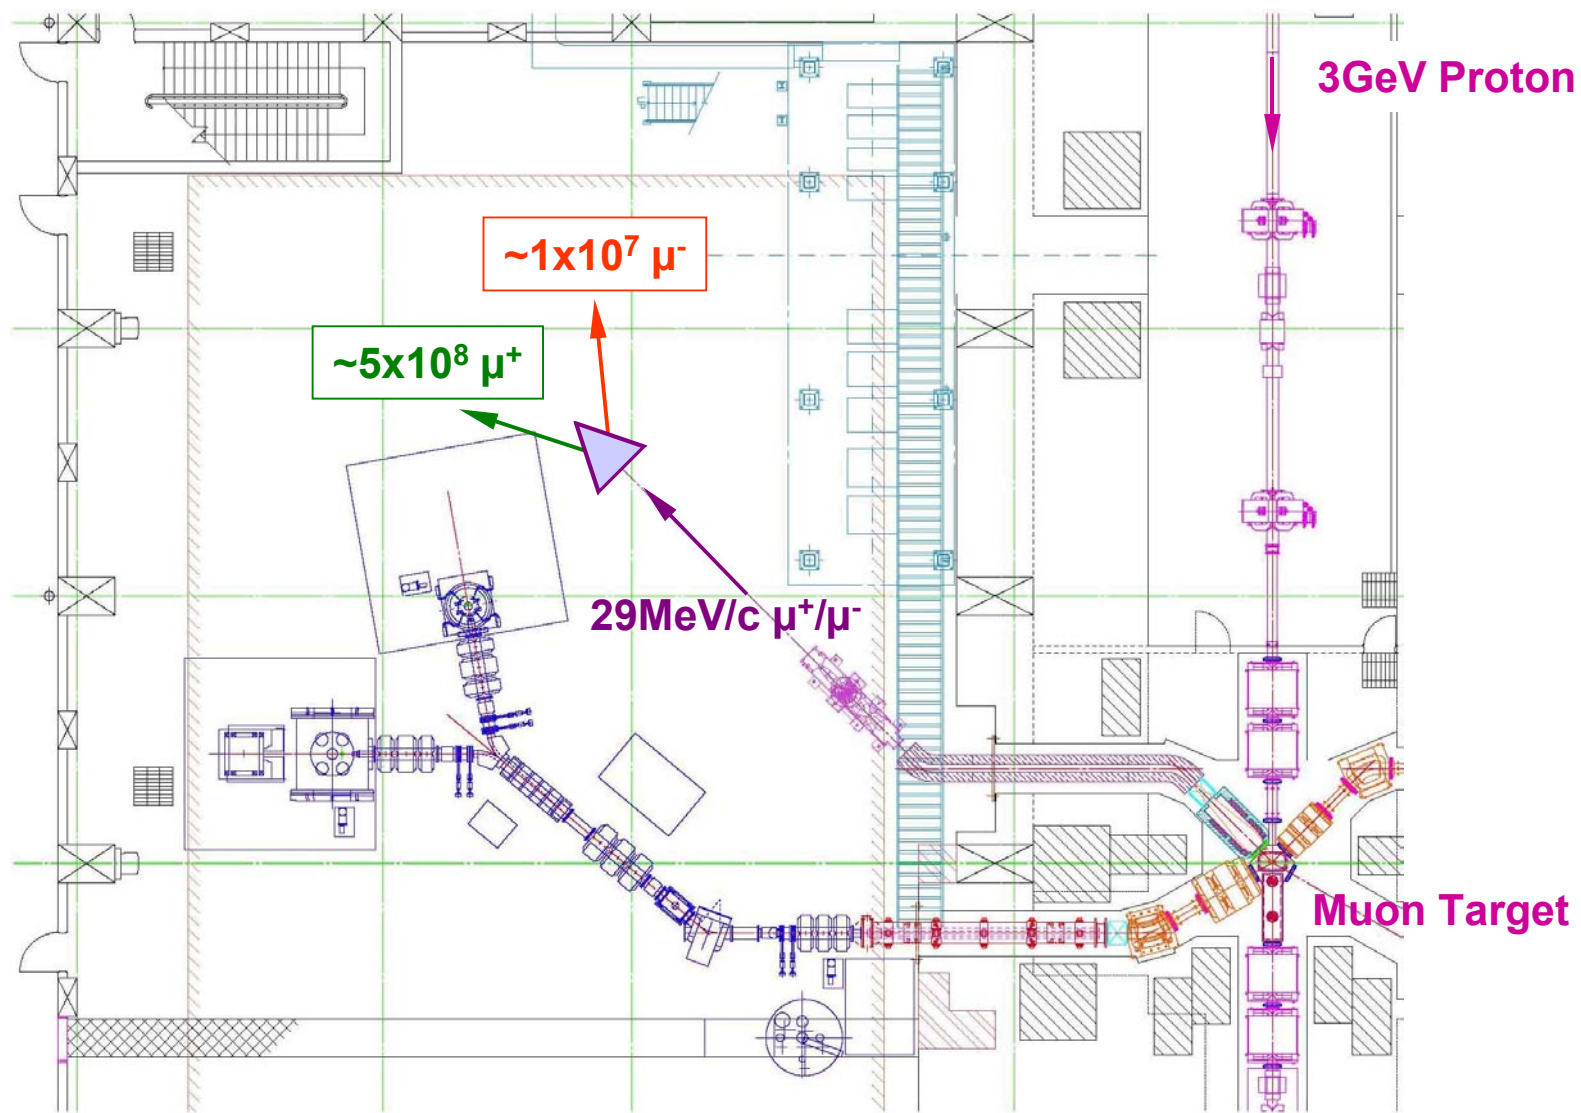 3GeV Proton
~1x10⁷ µ⁻
~5x10⁸ µ⁺
29MeV/c µ⁺/µ⁻
Muon Target